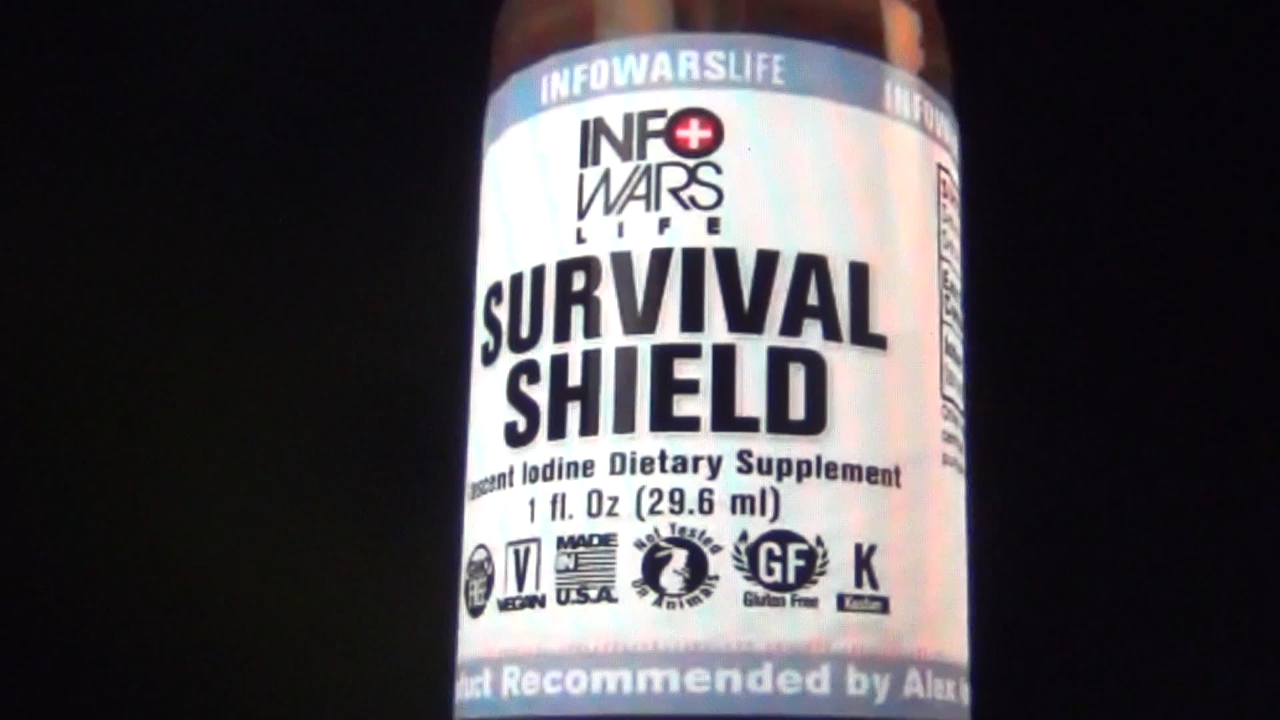 INFOWARSLIFE
INFOW
INFO
WARS
LIFE
SURVIVAL
SHIELD
Iodine Dietary Supplement
1 fl. Oz (29.6 ml)
V
VEGAN
MADE
IN
U.S.A.
Not Tested
On Animals
GF
Gluten Free
K
Kosher
Recommended by Alex